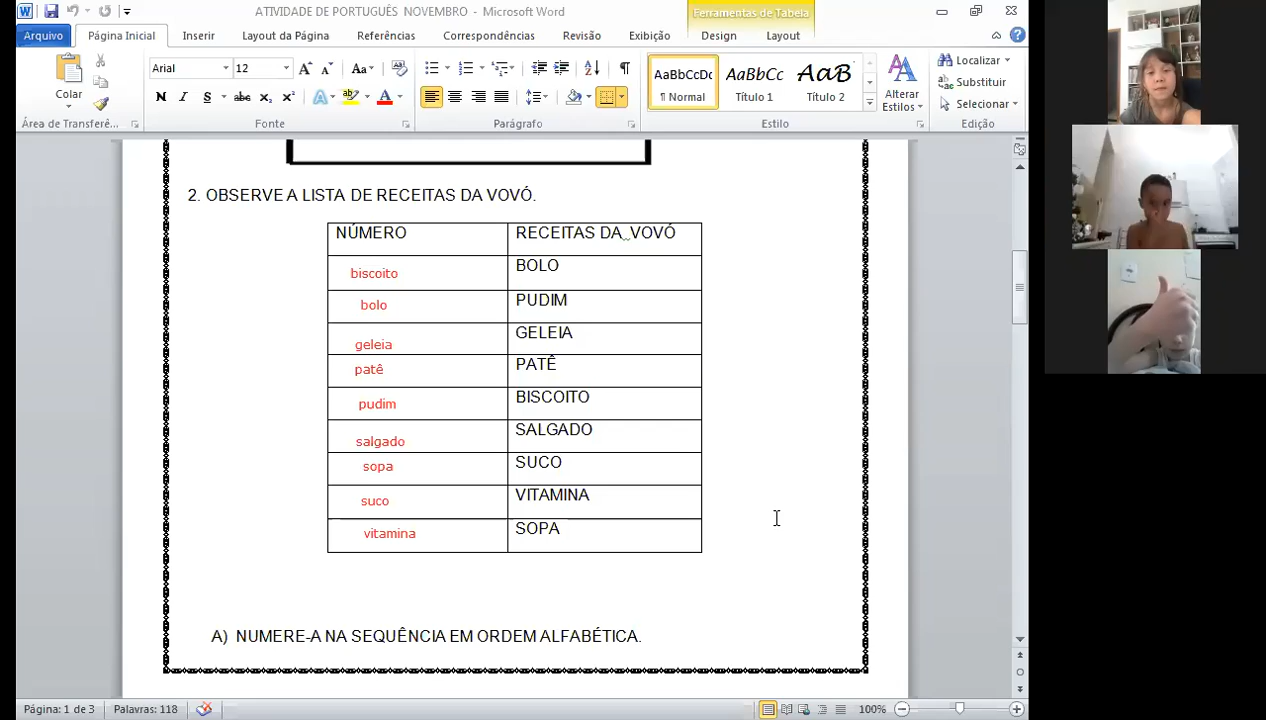 ATIVIDADE DE PORTUGUÊS NOVEMBRO - Microsoft Word
Ferramentas de Tabela
Arquivo Página Inicial Inserir Layout da Página Referências Correspondências Revisão Exibição Design Layout
Colar
Arial 12
Área de Transferê...
Fonte
Parágrafo
AaBbCcDc AaBbCc AaB
¶ Normal Título 1 Título 2
Alterar Estilos
Estilo
Localizar
Substituir
Selecionar
Edição
2. OBSERVE A LISTA DE RECEITAS DA VOVÓ.
NÚMERO RECEITAS DA VOVÓ
biscoito BOLO
bolo PUDIM
geleia GELEIA
patê PATÊ
pudim BISCOITO
salgado SALGADO
sopa SUCO
suco VITAMINA
vitamina SOPA
A) NUMERE-A NA SEQUÊNCIA EM ORDEM ALFABÉTICA.
Página: 1 de 3 Palavras: 118 100%